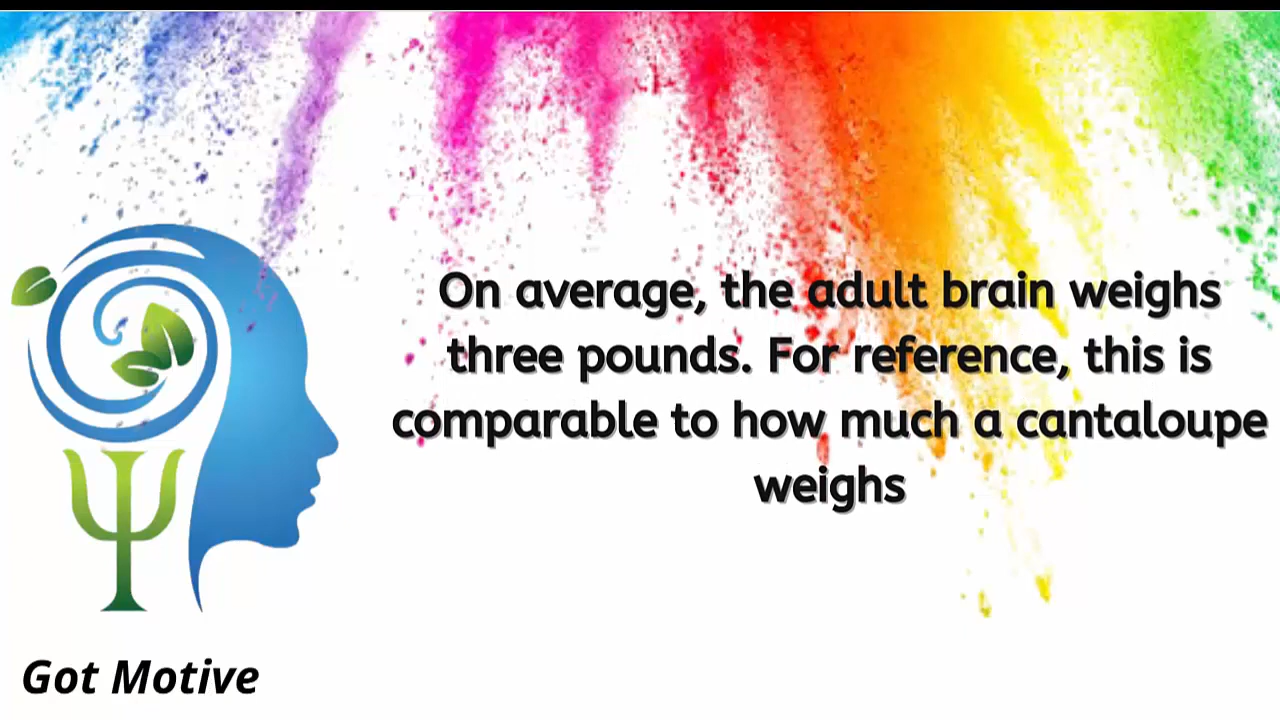 On average, the adult brain weighs
three pounds. For reference, this is
comparable to how much a cantaloupe
weighs
Got Motive